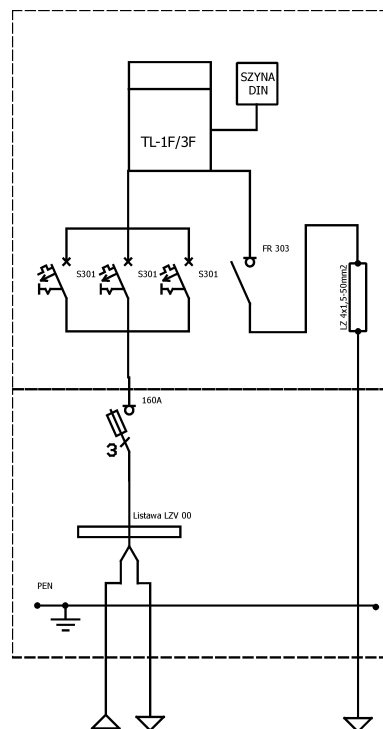 SZYNA
DIN
TL-1F/3F
FR 303
S301
S301
S301
LZ 4x1,5-50mm2
160A
3
Listawa LZV 00
PEN